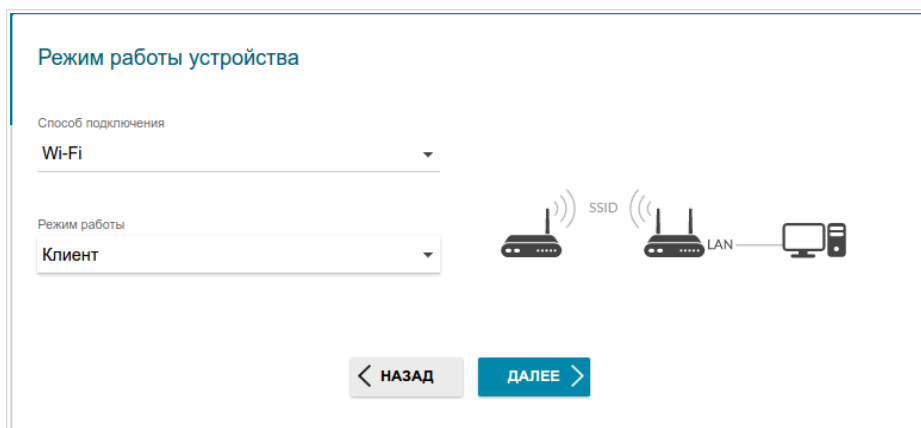 Режим работы устройства
Способ подключения
Wi-Fi
Режим работы
Клиент
SSID
LAN
НАЗАД
ДАЛЕЕ